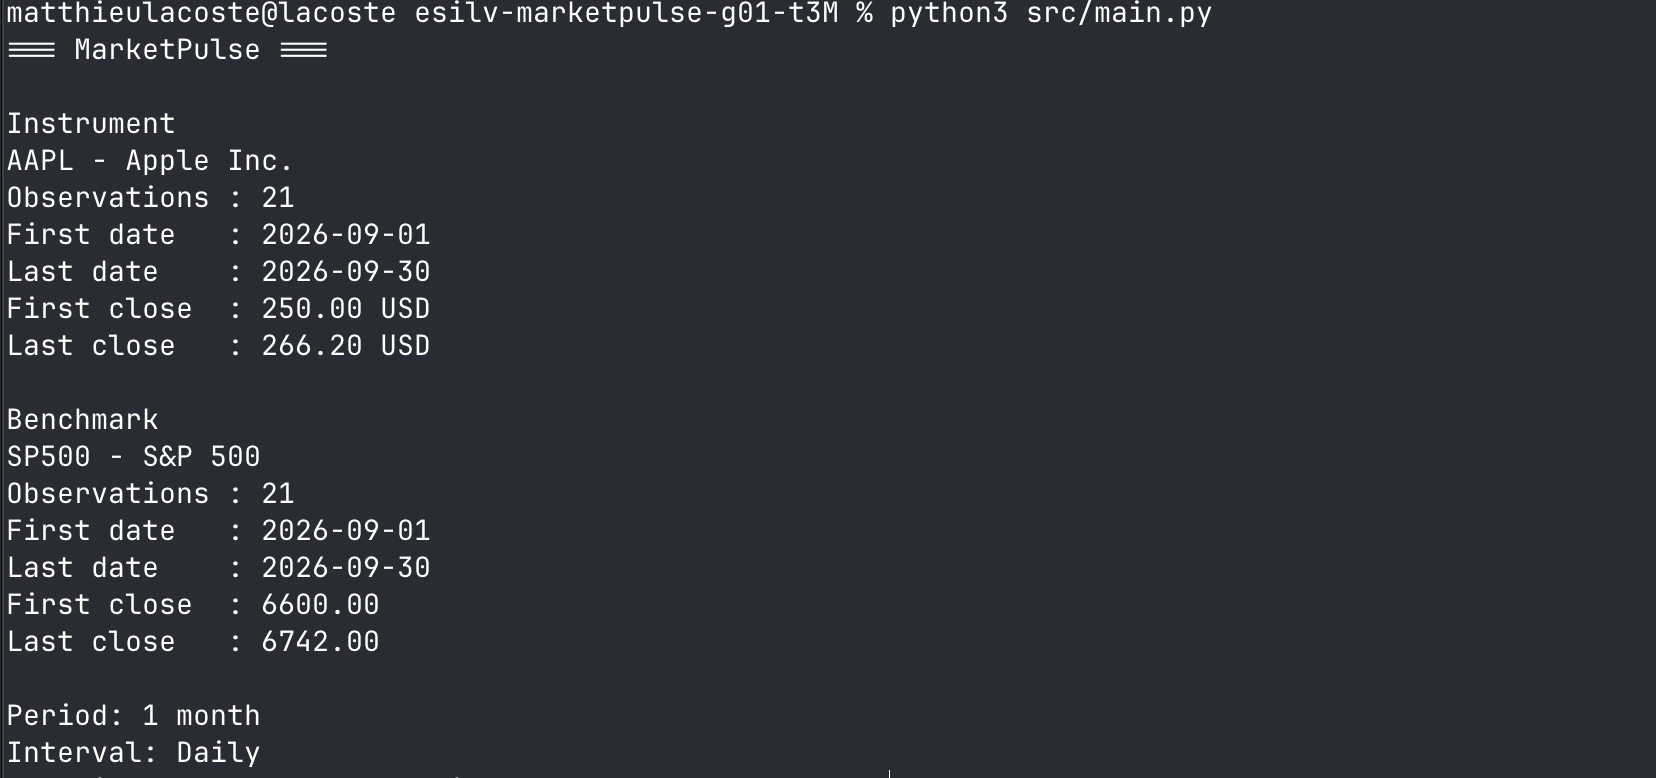 matthieulacoste@lacoste esilv-marketpulse-g01-t3M % python3 src/main.py
=== MarketPulse ===
Instrument
AAPL - Apple Inc.
Observations : 21
First date   : 2026-09-01
Last date    : 2026-09-30
First close  : 250.00 USD
Last close   : 266.20 USD
Benchmark
SP500 - S&P 500
Observations : 21
First date   : 2026-09-01
Last date    : 2026-09-30
First close  : 6600.00
Last close   : 6742.00
Period: 1 month
Interval: Daily